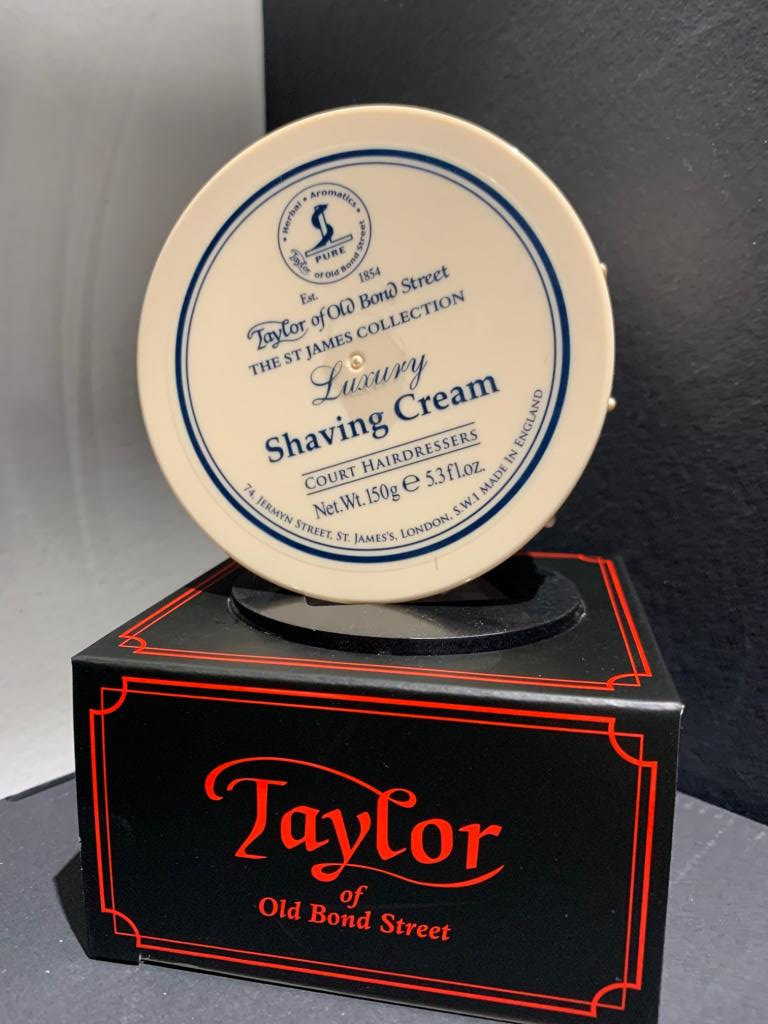 Herbal • Aromatics
PURE
Taylor of Old Bond Street
Est. 1854
Taylor of Old Bond Street
THE ST JAMES COLLECTION
Luxury
Shaving Cream
COURT HAIRDRESSERS
Net.Wt.150g ℮ 5.3fl.oz.
74, JERMYN STREET, ST. JAMES'S, LONDON, S.W.1 MADE IN ENGLAND
Taylor
of
Old Bond Street